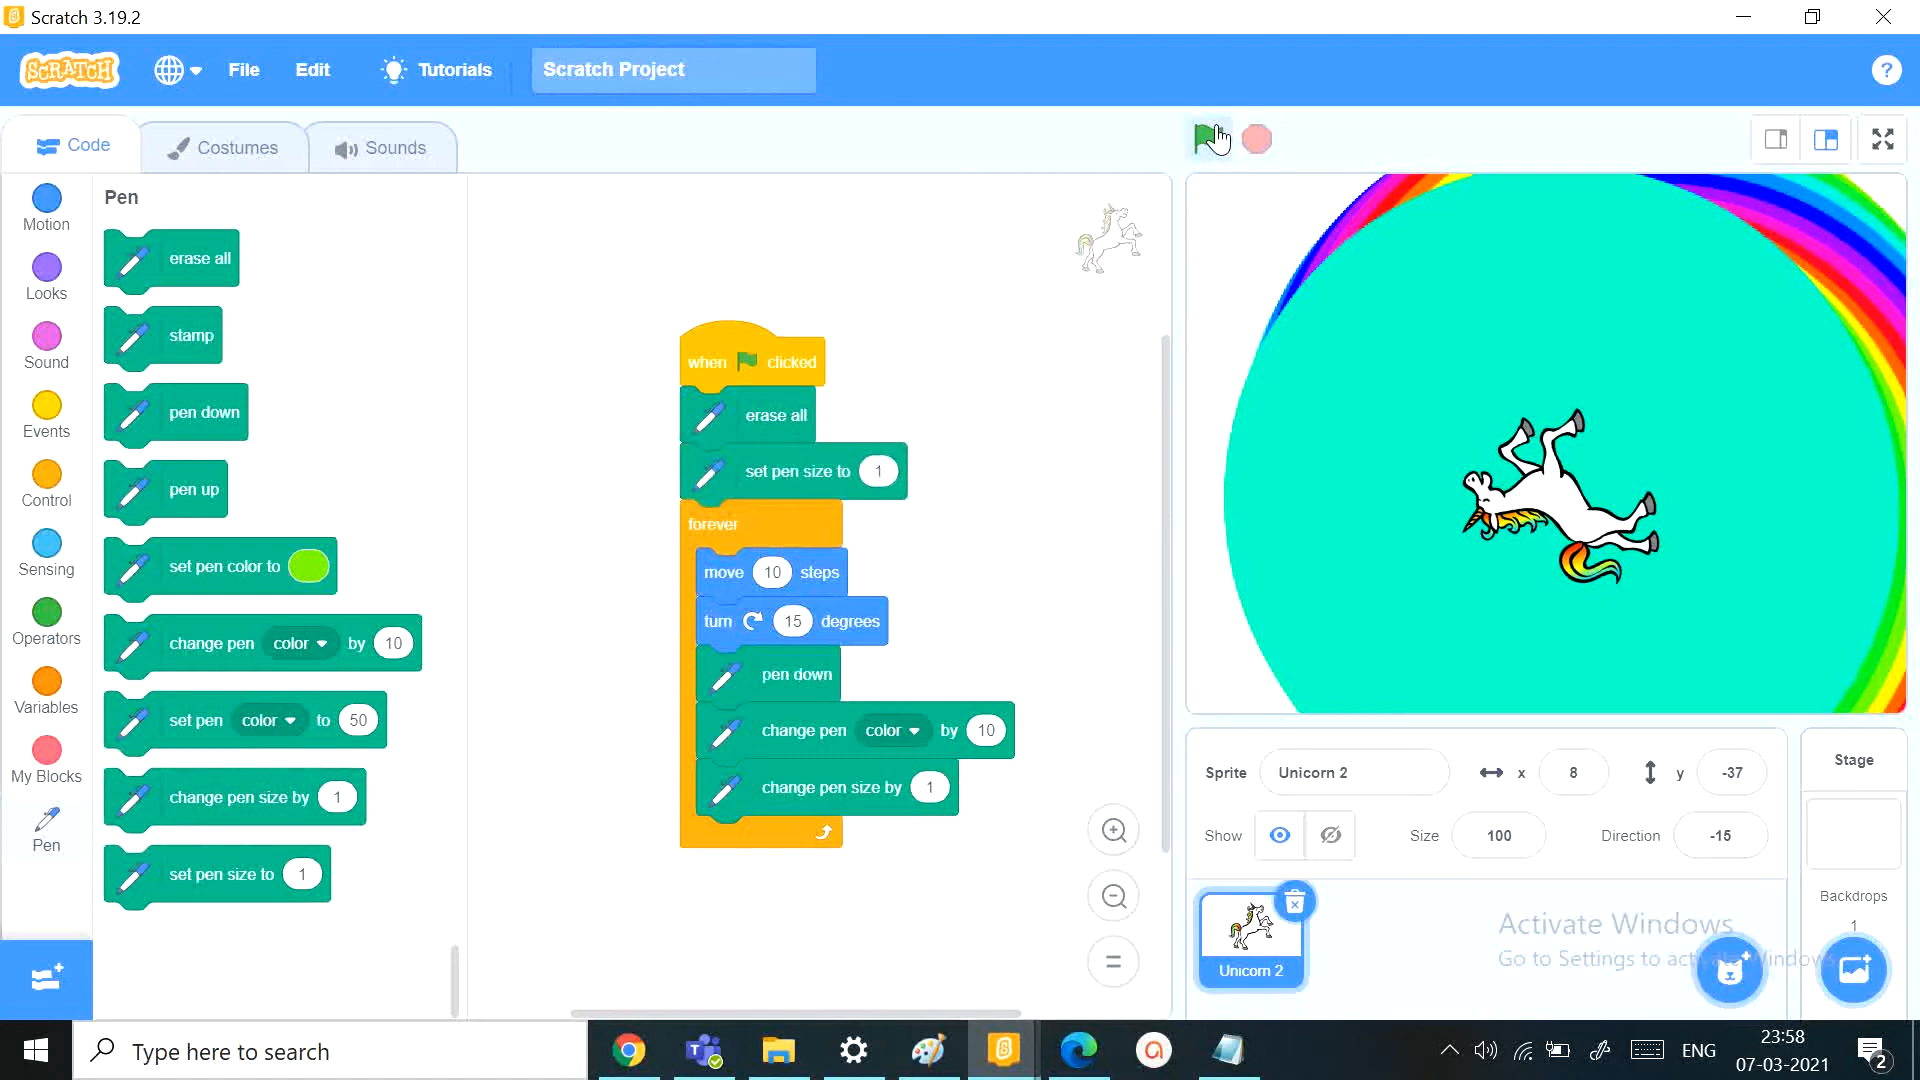 Scratch 3.19.2
SCRATCH
File
Edit
Tutorials
Scratch Project
?
Code
Costumes
Sounds
Motion
Looks
Sound
Events
Control
Sensing
Operators
Variables
My Blocks
Pen
Pen
erase all
stamp
pen down
pen up
set pen color to
change pen color by 10
set pen color to 50
change pen size by 1
set pen size to 1
when clicked
erase all
set pen size to 1
forever
move 10 steps
turn 15 degrees
pen down
change pen color by 10
change pen size by 1
Sprite Unicorn 2 x 8 y -37
Show Size 100 Direction -15
Unicorn 2
Stage
Backdrops
1
Activate Windows
Go to Settings to activate Windows.
Type here to search
ENG
23:58
07-03-2021
2